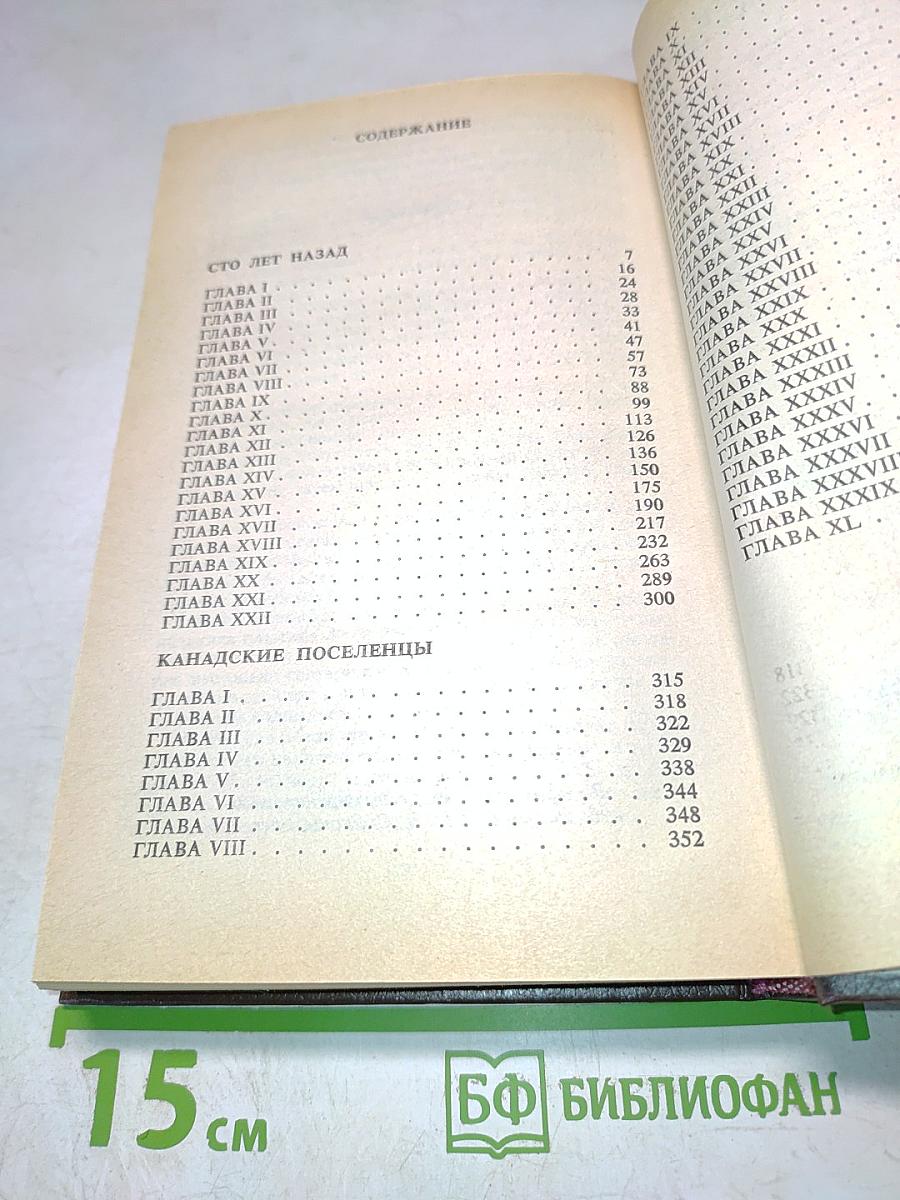 СОДЕРЖАНИЕ
СТО ЛЕТ НАЗАД
ГЛАВА I . . . . . . . . . . . . . . . . 7
ГЛАВА II . . . . . . . . . . . . . . . . 16
ГЛАВА III . . . . . . . . . . . . . . . . 24
ГЛАВА IV . . . . . . . . . . . . . . . . 28
ГЛАВА V . . . . . . . . . . . . . . . . 33
ГЛАВА VI . . . . . . . . . . . . . . . . 41
ГЛАВА VII . . . . . . . . . . . . . . . . 47
ГЛАВА VIII . . . . . . . . . . . . . . . . 57
ГЛАВА IX . . . . . . . . . . . . . . . . 73
ГЛАВА X . . . . . . . . . . . . . . . . 88
ГЛАВА XI . . . . . . . . . . . . . . . . 99
ГЛАВА XII . . . . . . . . . . . . . . . . 113
ГЛАВА XIII . . . . . . . . . . . . . . . . 126
ГЛАВА XIV . . . . . . . . . . . . . . . . 136
ГЛАВА XV . . . . . . . . . . . . . . . . 150
ГЛАВА XVI . . . . . . . . . . . . . . . . 175
ГЛАВА XVII . . . . . . . . . . . . . . . . 190
ГЛАВА XVIII . . . . . . . . . . . . . . . . 217
ГЛАВА XIX . . . . . . . . . . . . . . . . 232
ГЛАВА XX . . . . . . . . . . . . . . . . 263
ГЛАВА XXI . . . . . . . . . . . . . . . . 289
ГЛАВА XXII . . . . . . . . . . . . . . . . 300
КАНАДСКИЕ ПОСЕЛЕНЦЫ
ГЛАВА I . . . . . . . . . . . . . . . . 315
ГЛАВА II . . . . . . . . . . . . . . . . 318
ГЛАВА III . . . . . . . . . . . . . . . . 322
ГЛАВА IV . . . . . . . . . . . . . . . . 329
ГЛАВА V . . . . . . . . . . . . . . . . 338
ГЛАВА VI . . . . . . . . . . . . . . . . 344
ГЛАВА VII . . . . . . . . . . . . . . . . 348
ГЛАВА VIII . . . . . . . . . . . . . . . . 352
ГЛАВА XIX
ГЛАВА XX
ГЛАВА XXI
ГЛАВА XXII
ГЛАВА XXIII
ГЛАВА XXIV
ГЛАВА XXV
ГЛАВА XXVI
ГЛАВА XXVII
ГЛАВА XXVIII
ГЛАВА XXIX
ГЛАВА XXX
ГЛАВА XXXI
ГЛАВА XXXII
ГЛАВА XXXIII
ГЛАВА XXXIV
ГЛАВА XXXV
ГЛАВА XXXVI
ГЛАВА XXXVII
ГЛАВА XXXVIII
ГЛАВА XXXIX
ГЛАВА XL
15 см
БФ БИБЛИОФАН